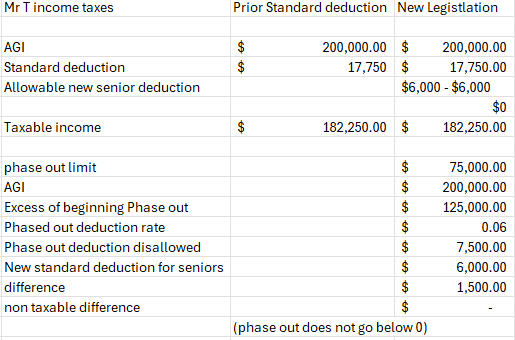 Mr T income taxes Prior Standard deduction New Legistlation
AGI $ 200,000.00 $ 200,000.00
Standard deduction $ 17,750 $ 17,750.00
Allowable new senior deduction $6,000 - $6,000
$0
Taxable income $ 182,250.00 $ 182,250.00
phase out limit $ 75,000.00
AGI $ 200,000.00
Excess of beginning Phase out $ 125,000.00
Phased out deduction rate $ 0.06
Phase out deduction disallowed $ 7,500.00
New standard deduction for seniors $ 6,000.00
difference $ 1,500.00
non taxable difference $ -
(phase out does not go below 0)